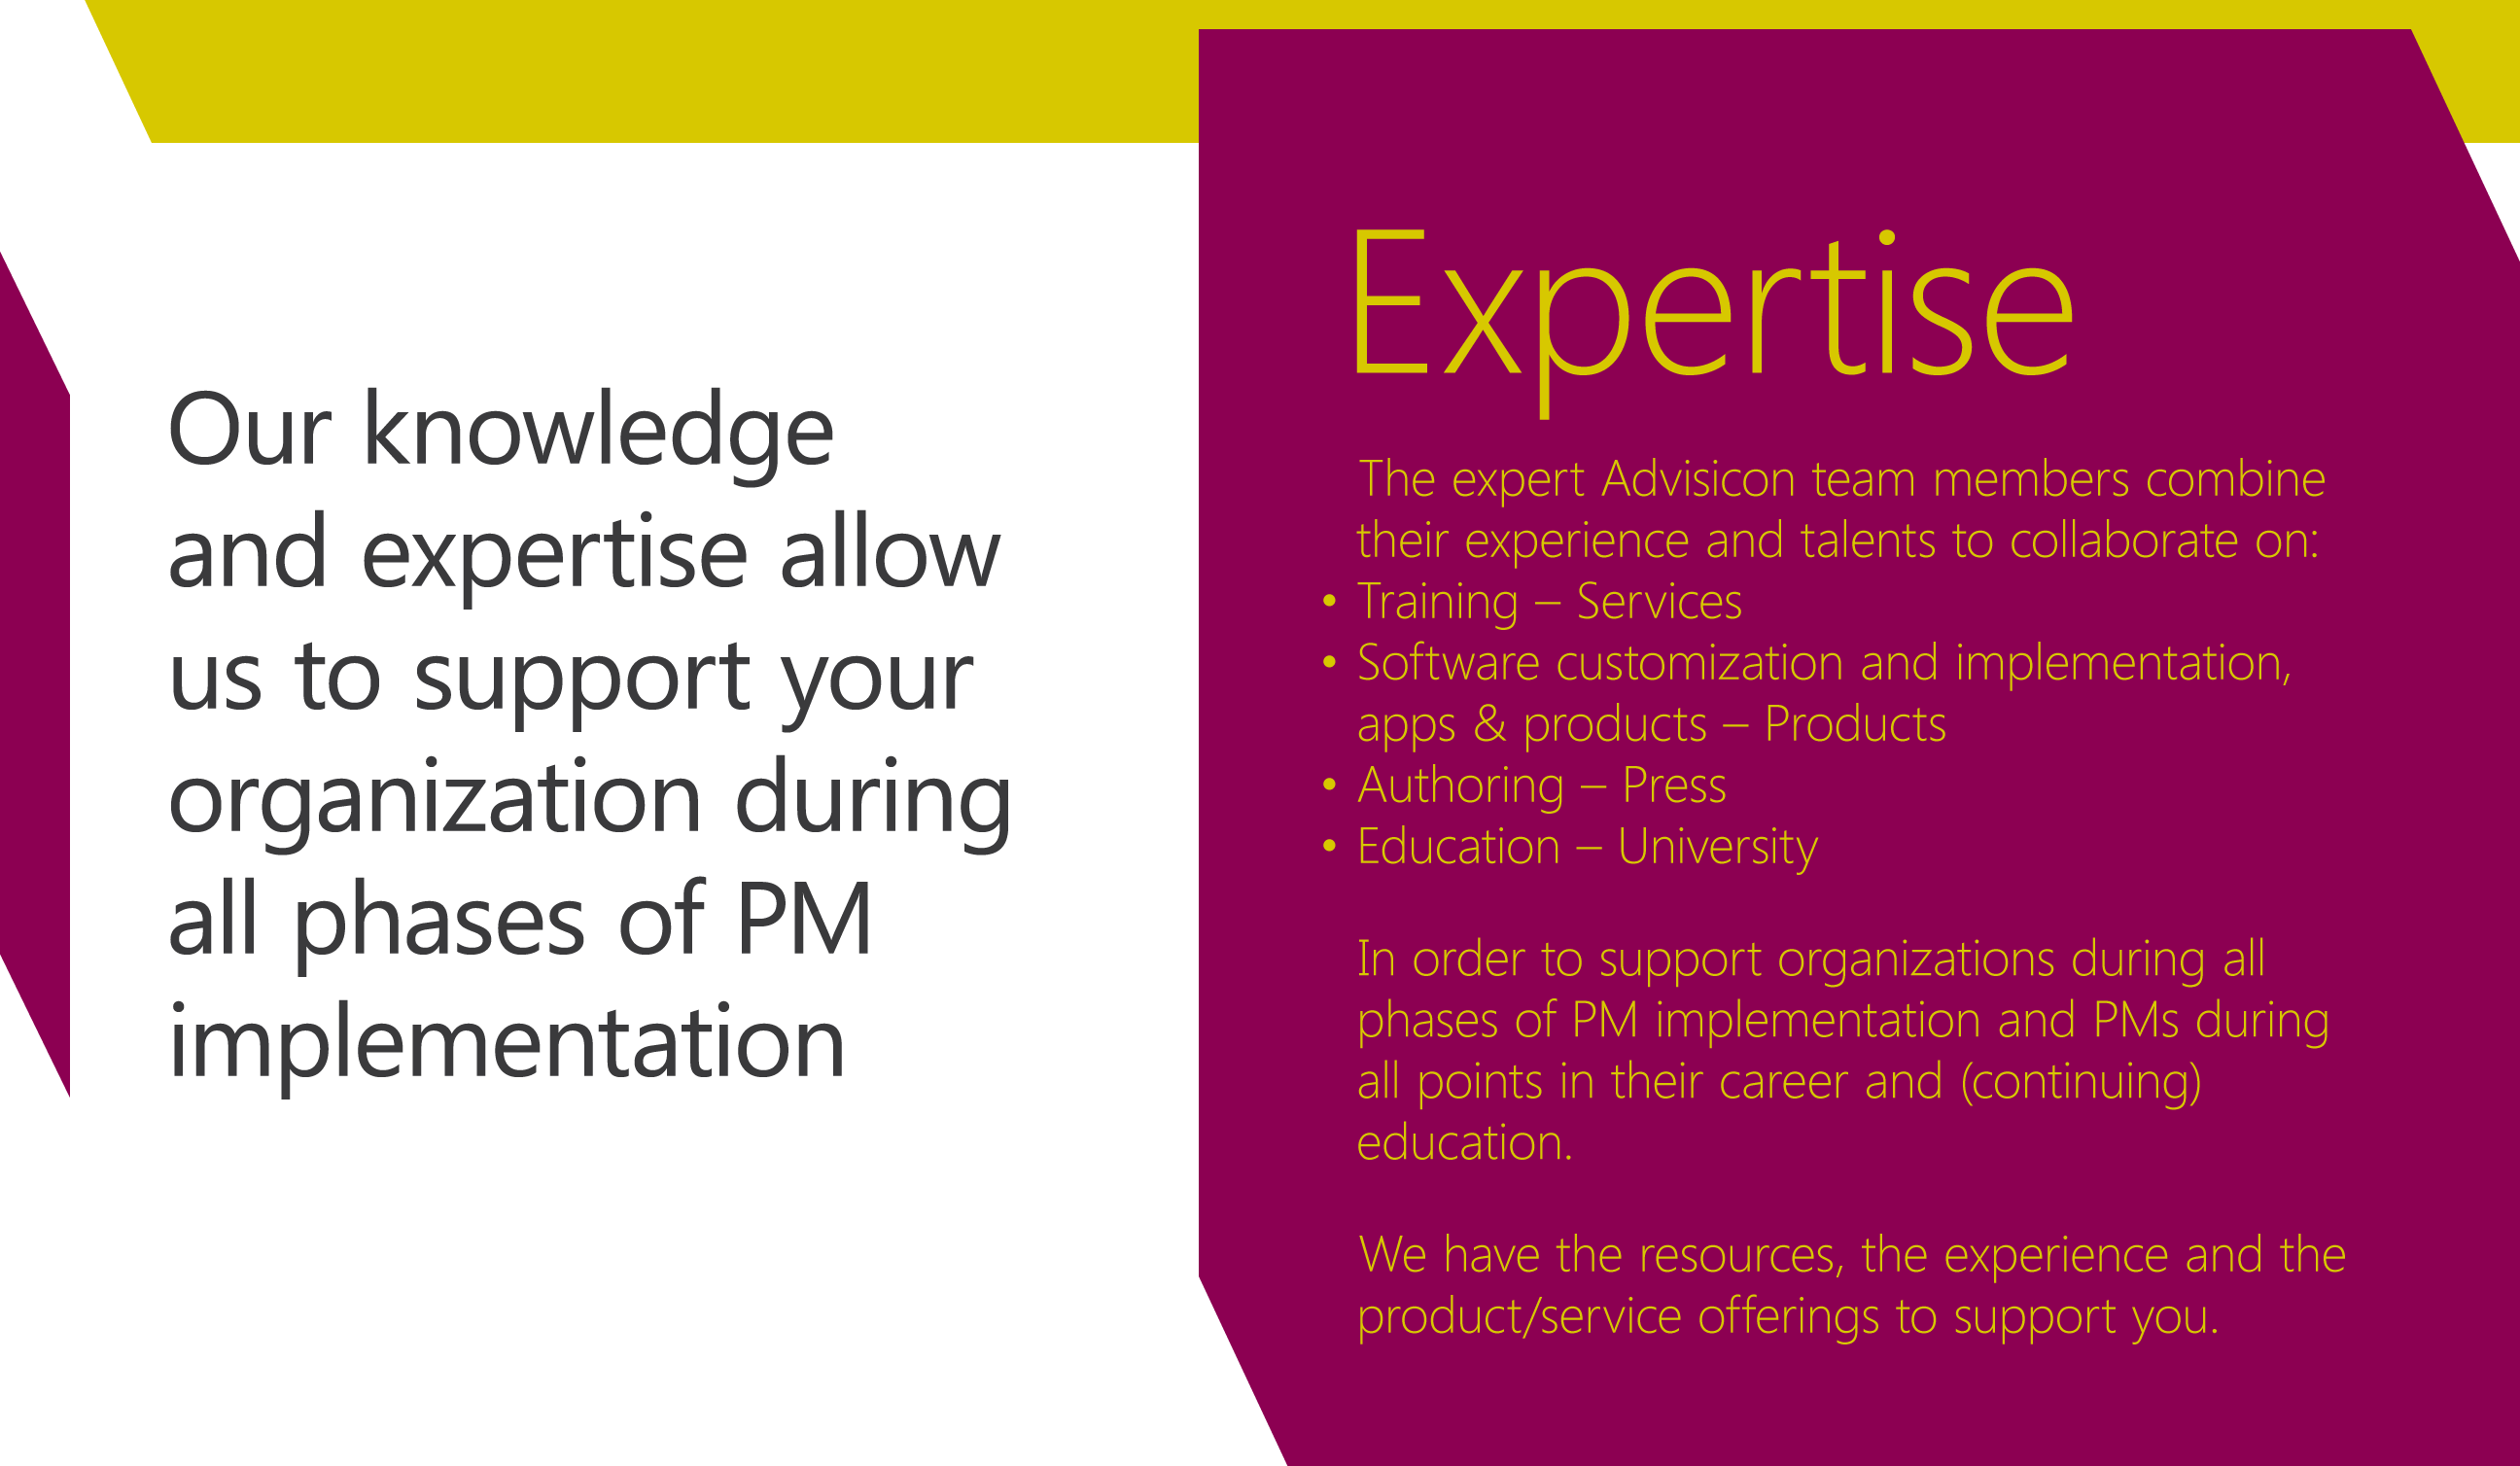 Our knowledge
and expertise allow
us to support your
organization during
all phases of PM
implementation
Expertise
The expert Advisicon team members combine
their experience and talents to collaborate on:
• Training – Services
• Software customization and implementation,
apps & products – Products
• Authoring – Press
• Education – University
In order to support organizations during all
phases of PM implementation and PMs during
all points in their career and (continuing)
education.
We have the resources, the experience and the
product/service offerings to support you.